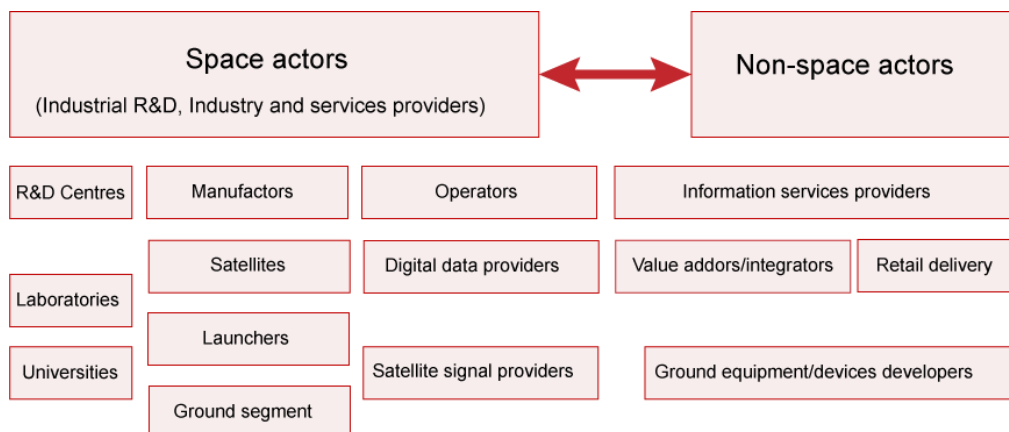 Space actors
(Industrial R&D, Industry and services providers)
Non-space actors
R&D Centres
Manufactors
Operators
Information services providers
Satellites
Digital data providers
Value addors/integrators
Retail delivery
Laboratories
Launchers
Universities
Satellite signal providers
Ground equipment/devices developers
Ground segment